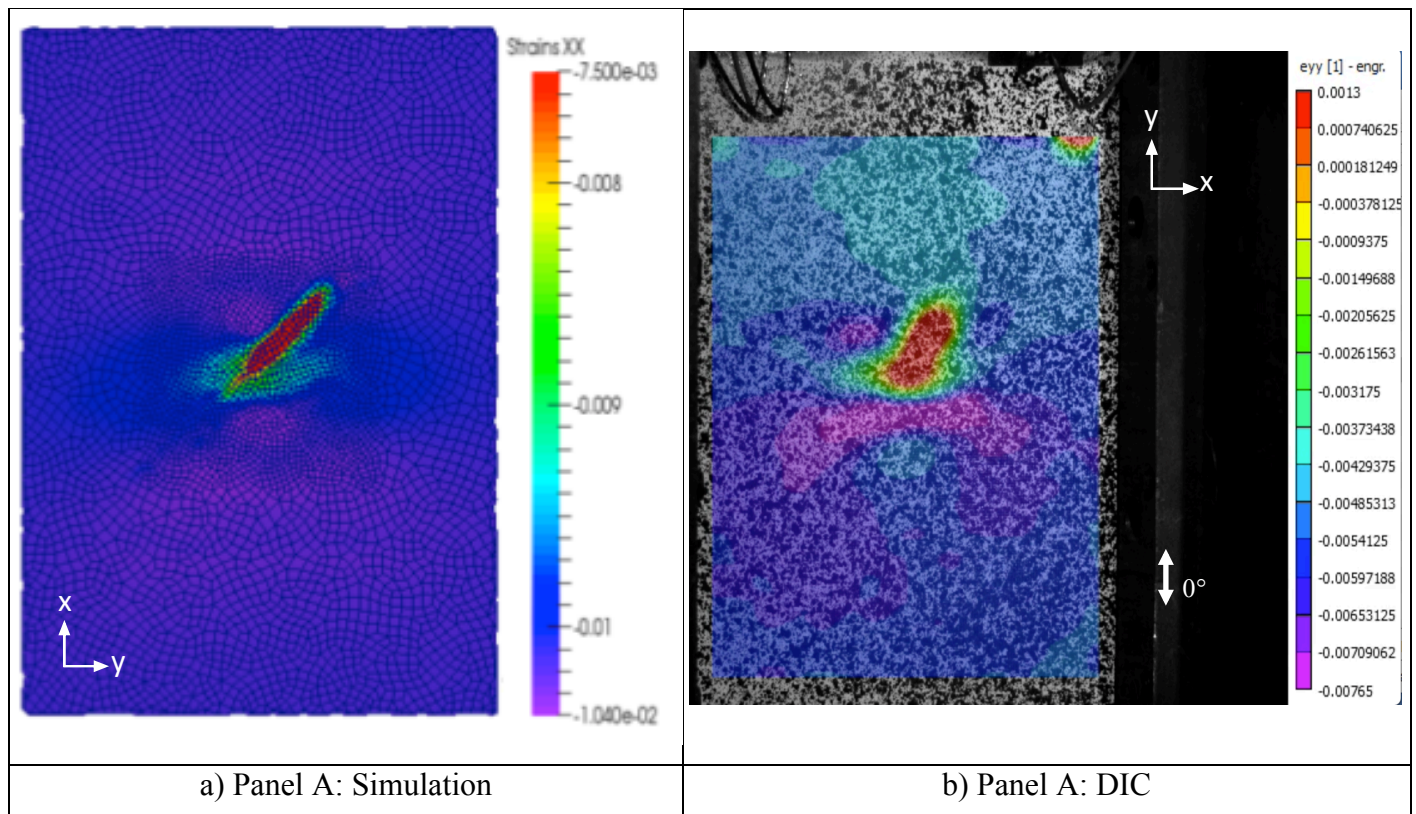 Strains XX
-7.500e-03
-0.008
-0.009
-0.01
-1.040e-02
x
y
eyy [1] - engr.
0.0013
0.000740625
0.000181249
-0.000378125
-0.0009375
-0.00149688
-0.00205625
-0.00261563
-0.003175
-0.00373438
-0.00429375
-0.00485313
-0.0054125
-0.00597188
-0.00653125
-0.00709062
-0.00765
y
x
0°
a) Panel A: Simulation
b) Panel A: DIC